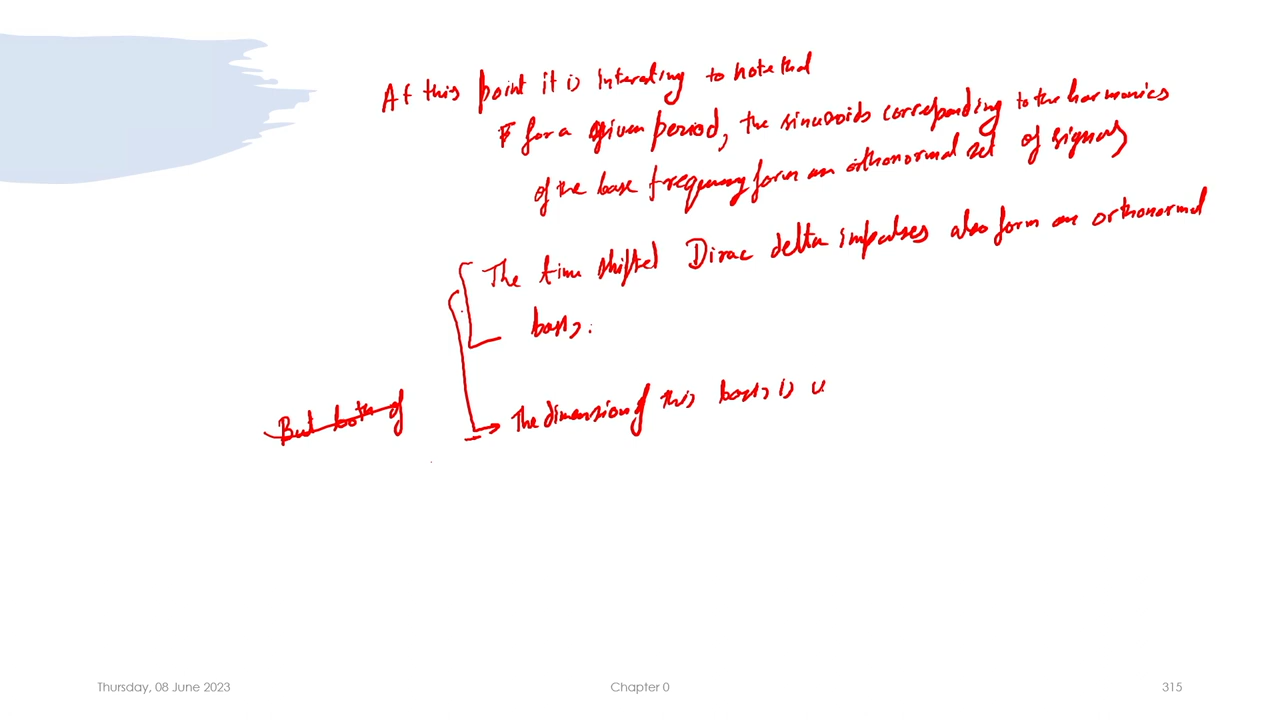 At this point it is interesting to note that
for a given period, the sinusoids corresponding to the harmonics
of the base frequency form an orthonormal set of signals
The time shifted Dirac delta impulses also form an orthonormal
basis.
But both of
The dimension of this basis is u
Thursday, 08 June 2023
Chapter 0
315